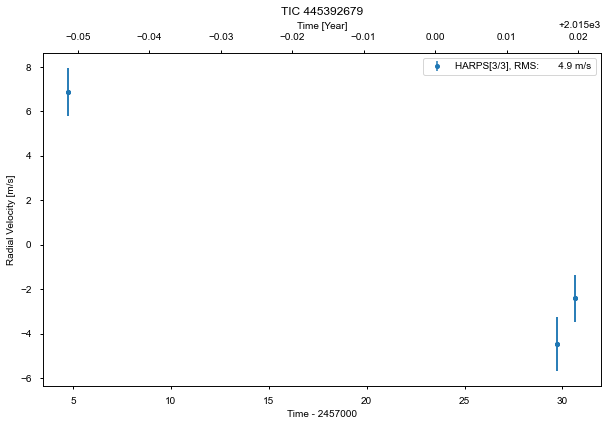 TIC 445392679
Time [Year]
+2.015e3
−0.05 −0.04 −0.03 −0.02 −0.01 0.00 0.01 0.02
HARPS[3/3], RMS: 4.9 m/s
8
6
4
2
0
−2
−4
−6
Radial Velocity [m/s]
5 10 15 20 25 30
Time - 2457000